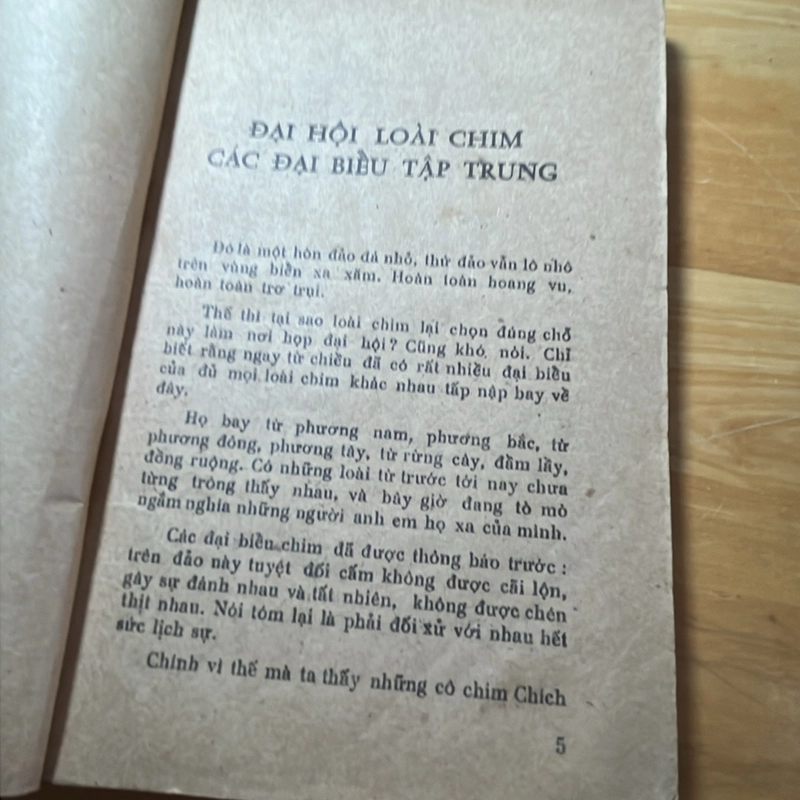 ĐẠI HỘI LOÀI CHIM
CÁC ĐẠI BIỂU TẬP TRUNG
Đó là một hòn đảo đá nhỏ, thứ đảo vẫn lô nhô
trên vùng biển xa xăm. Hoàn toàn hoang vu,
hoàn toàn trơ trụi.
Thế thì tại sao loài chim lại chọn đúng chỗ
này làm nơi họp đại hội? Cũng khó nói. Chỉ
biết rằng ngay từ chiều đã có rất nhiều đại biểu
của đủ mọi loài chim khác nhau tấp nập bay về
đây.
Họ bay từ phương nam, phương bắc, từ
phương đông, phương tây, từ rừng cây, đầm lầy,
đồng ruộng. Có những loài từ trước tới nay chưa
từng trông thấy nhau, và bây giờ đang tò mò
ngắm nghía những người anh em họ xa của mình.
Các đại biểu chim đã được thông báo trước :
trên đảo này tuyệt đối cấm không được cãi lộn,
gây sự đánh nhau và tất nhiên, không được chén
thịt nhau. Nói tóm lại là phải đối xử với nhau hết
sức lịch sự.
Chính vì thế mà ta thấy những cô chim Chích
5